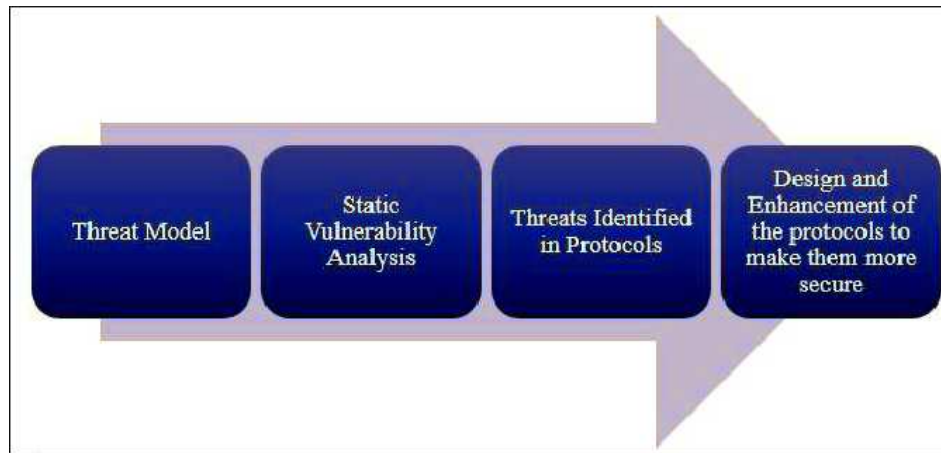 Threat Model
Static
Vulnerability
Analysis
Threats Identified
in Protocols
Design and
Enhancement of
the protocols to
make them more
secure